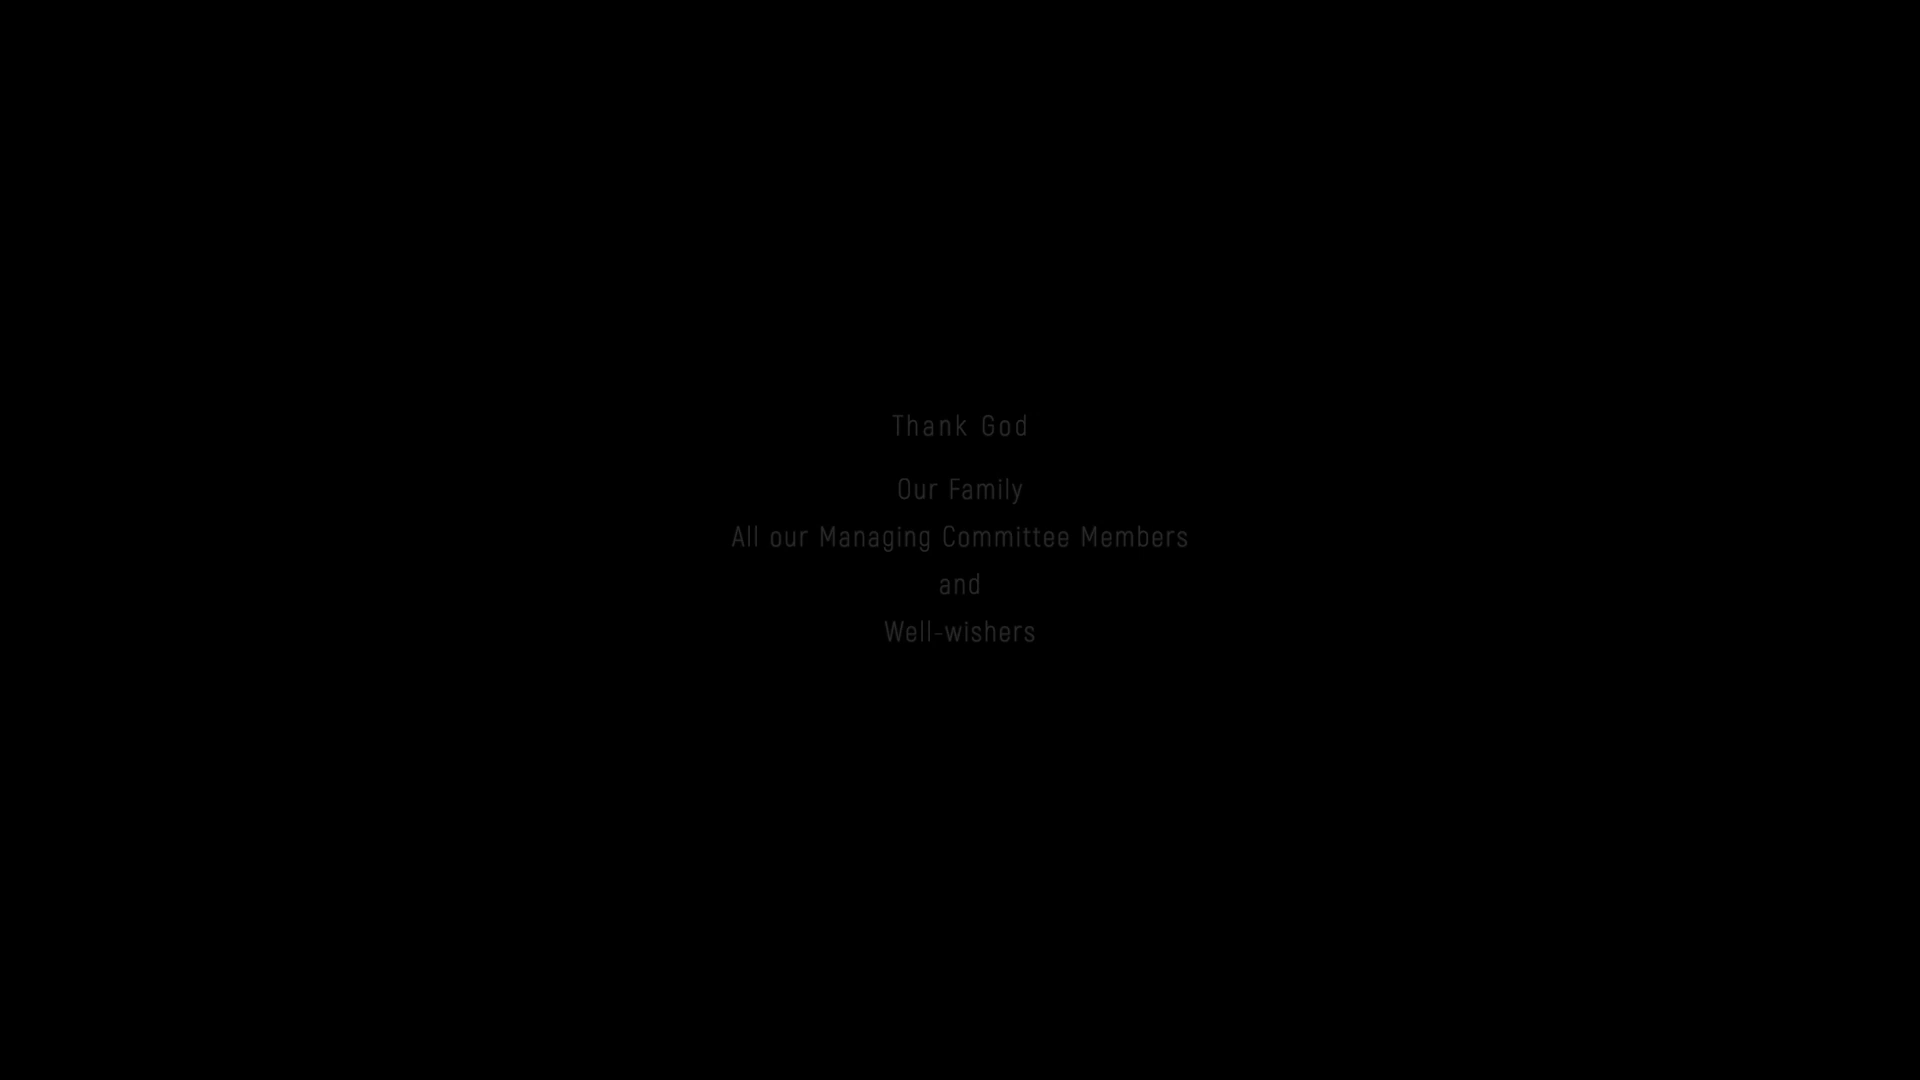 Thank God
Our Family
All our Managing Committee Members
and
Well-wishers